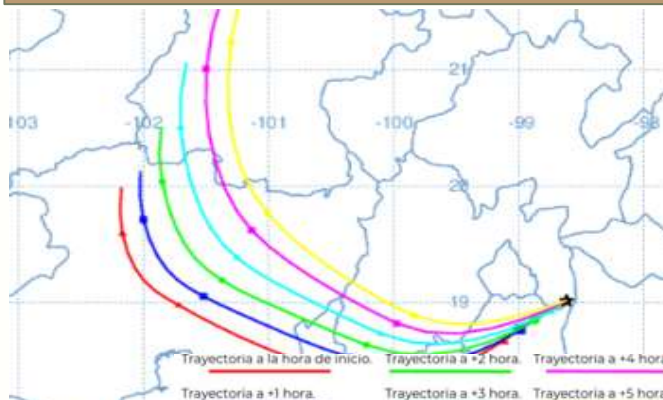 21
-103 -102 -101 -100 -99 -98
20
19
Trayectoria a la hora de inicio. Trayectoria a +2 hora. Trayectoria a +4 hora.
Trayectoria a +1 hora. Trayectoria a +3 hora. Trayectoria a +5 hora.